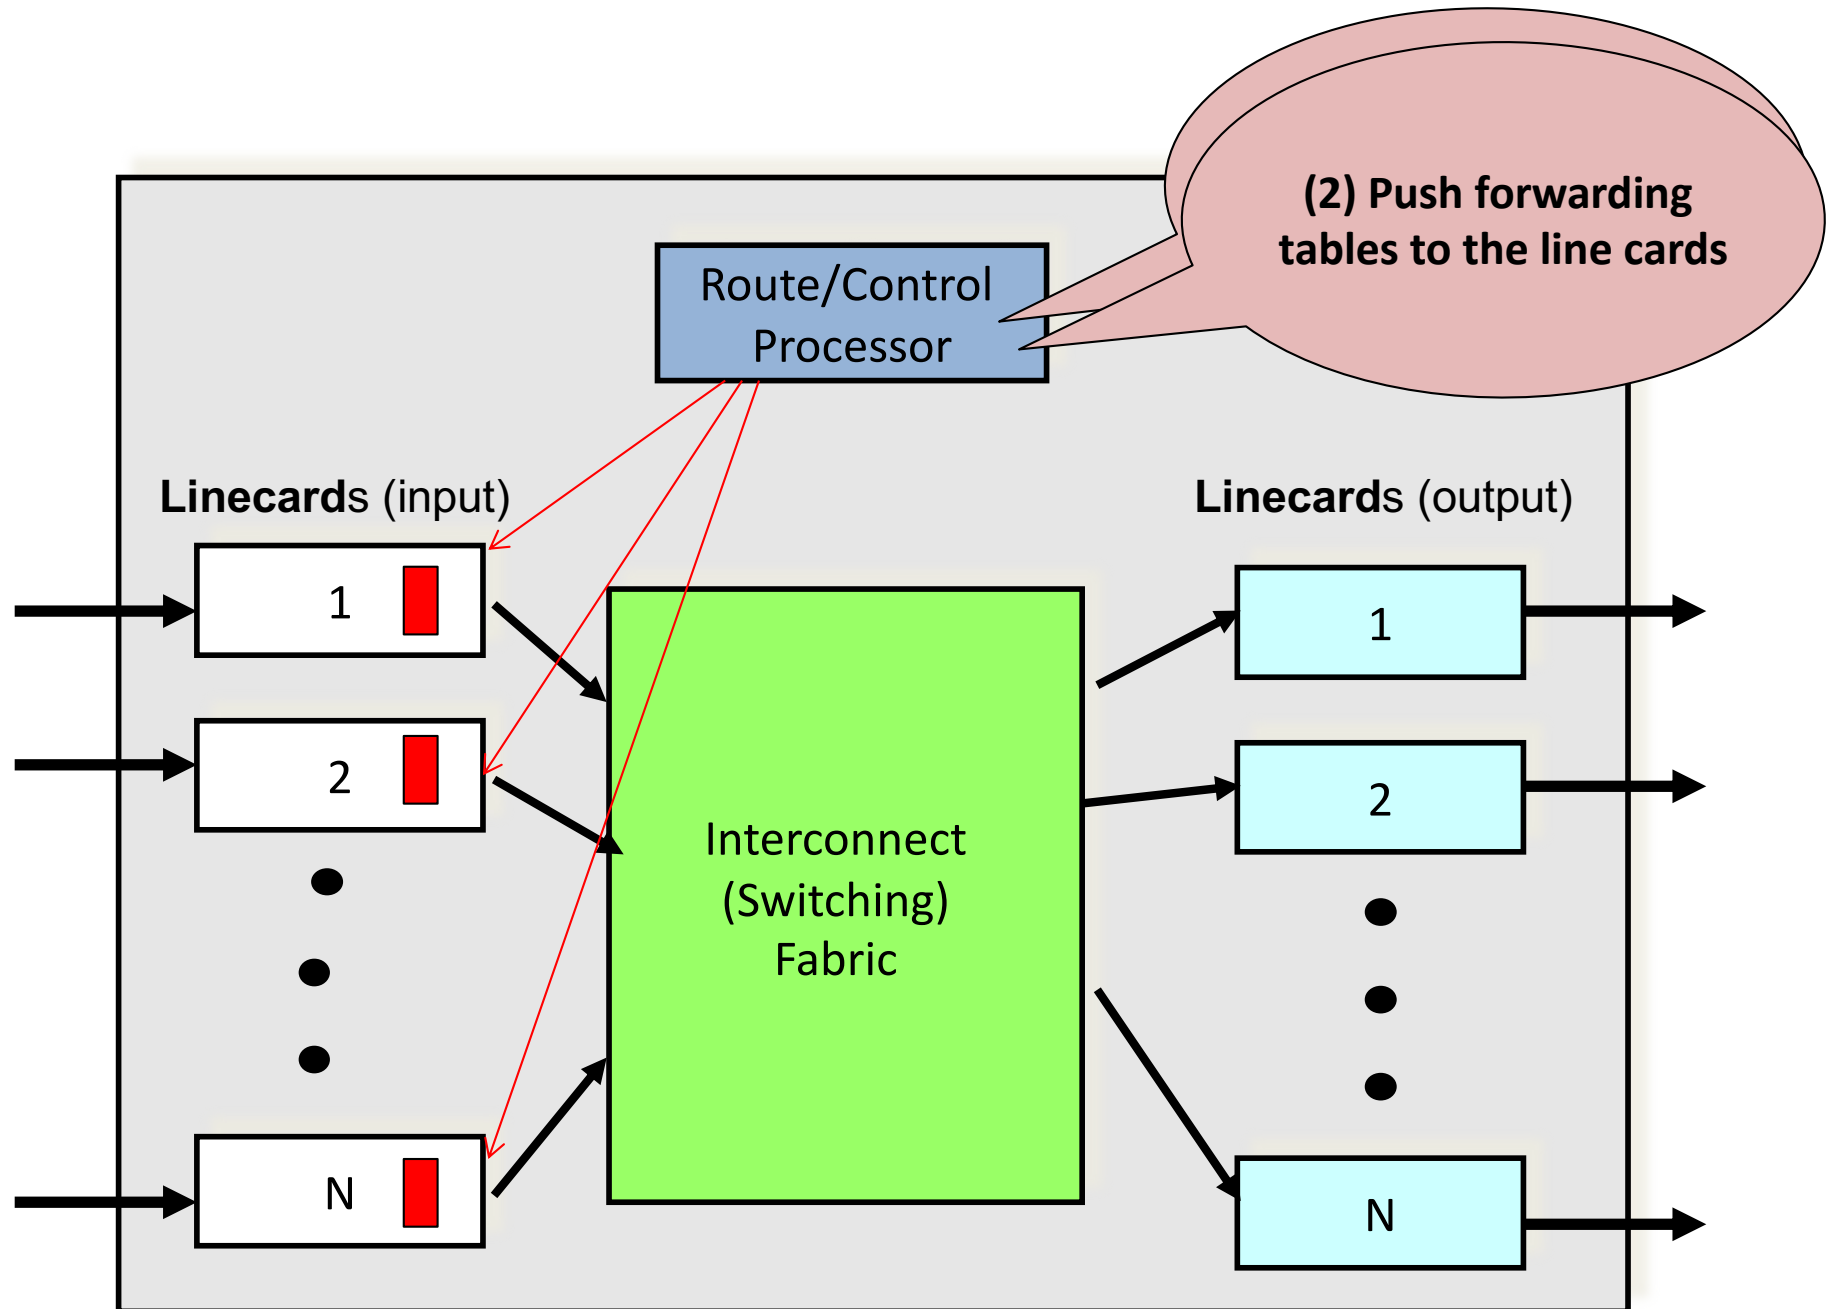 (2) Push forwarding
tables to the line cards
Route/Control
Processor
Linecards (input)
Linecards (output)
1
1
2
2
Interconnect
(Switching)
Fabric
N
N